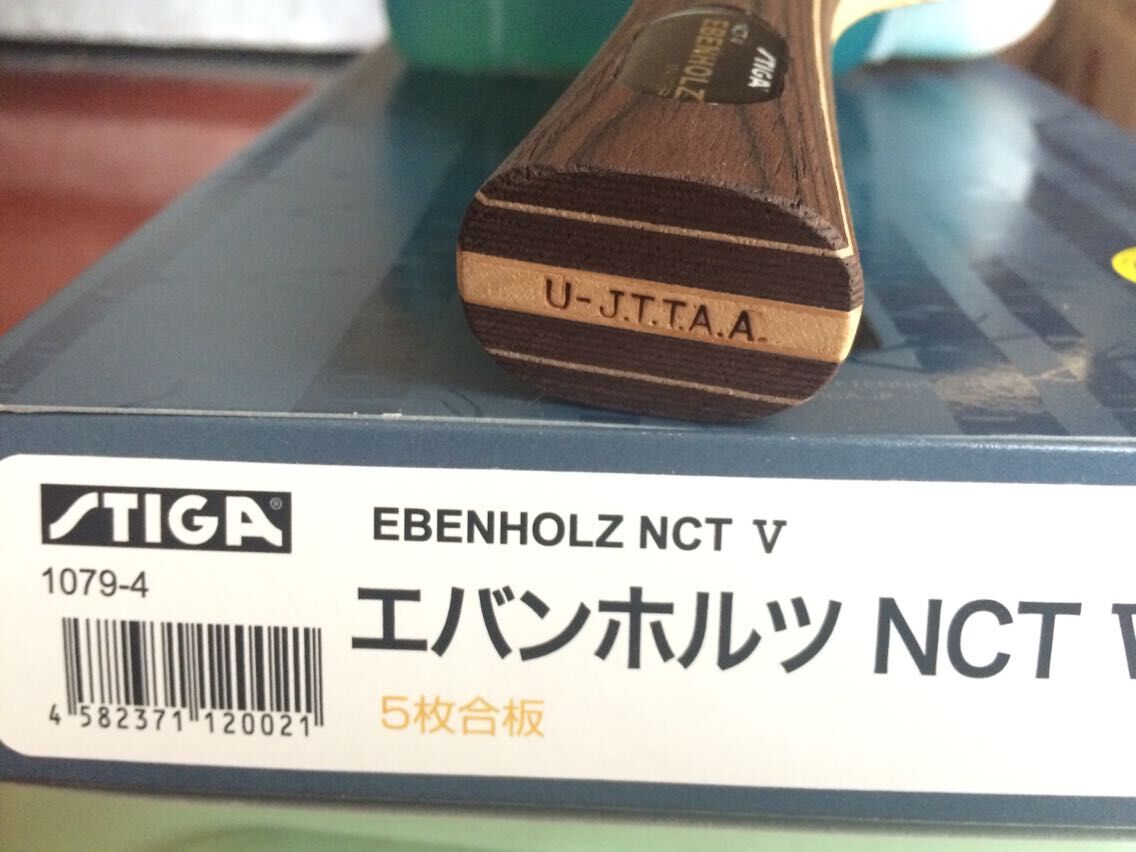 STIGA
EBENHOLZ
NCT V
U-J.T.T.A.A.
STIGA®
EBENHOLZ NCT V
1079-4
エバンホルツ NCT V
4 582371 120021
5枚合板